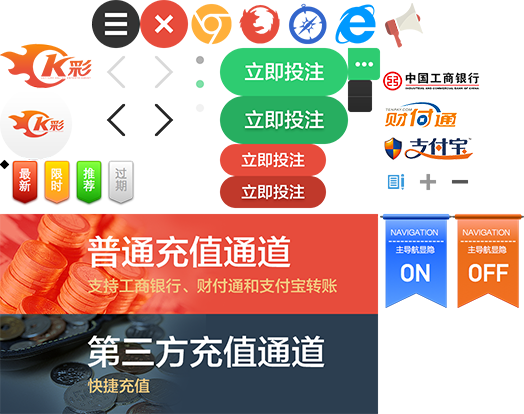 K彩
立即投注
中国工商银行
INDUSTRIAL AND COMMERCIAL BANK OF CHINA
K彩
立即投注
TENPAY.COM
财付通
立即投注
支付宝
最新
限时
推荐
过期
立即投注
普通充值通道
支持工商银行、财付通和支付宝转账
NAVIGATION
主导航显隐
ON
NAVIGATION
主导航显隐
OFF
第三方充值通道
快捷充值